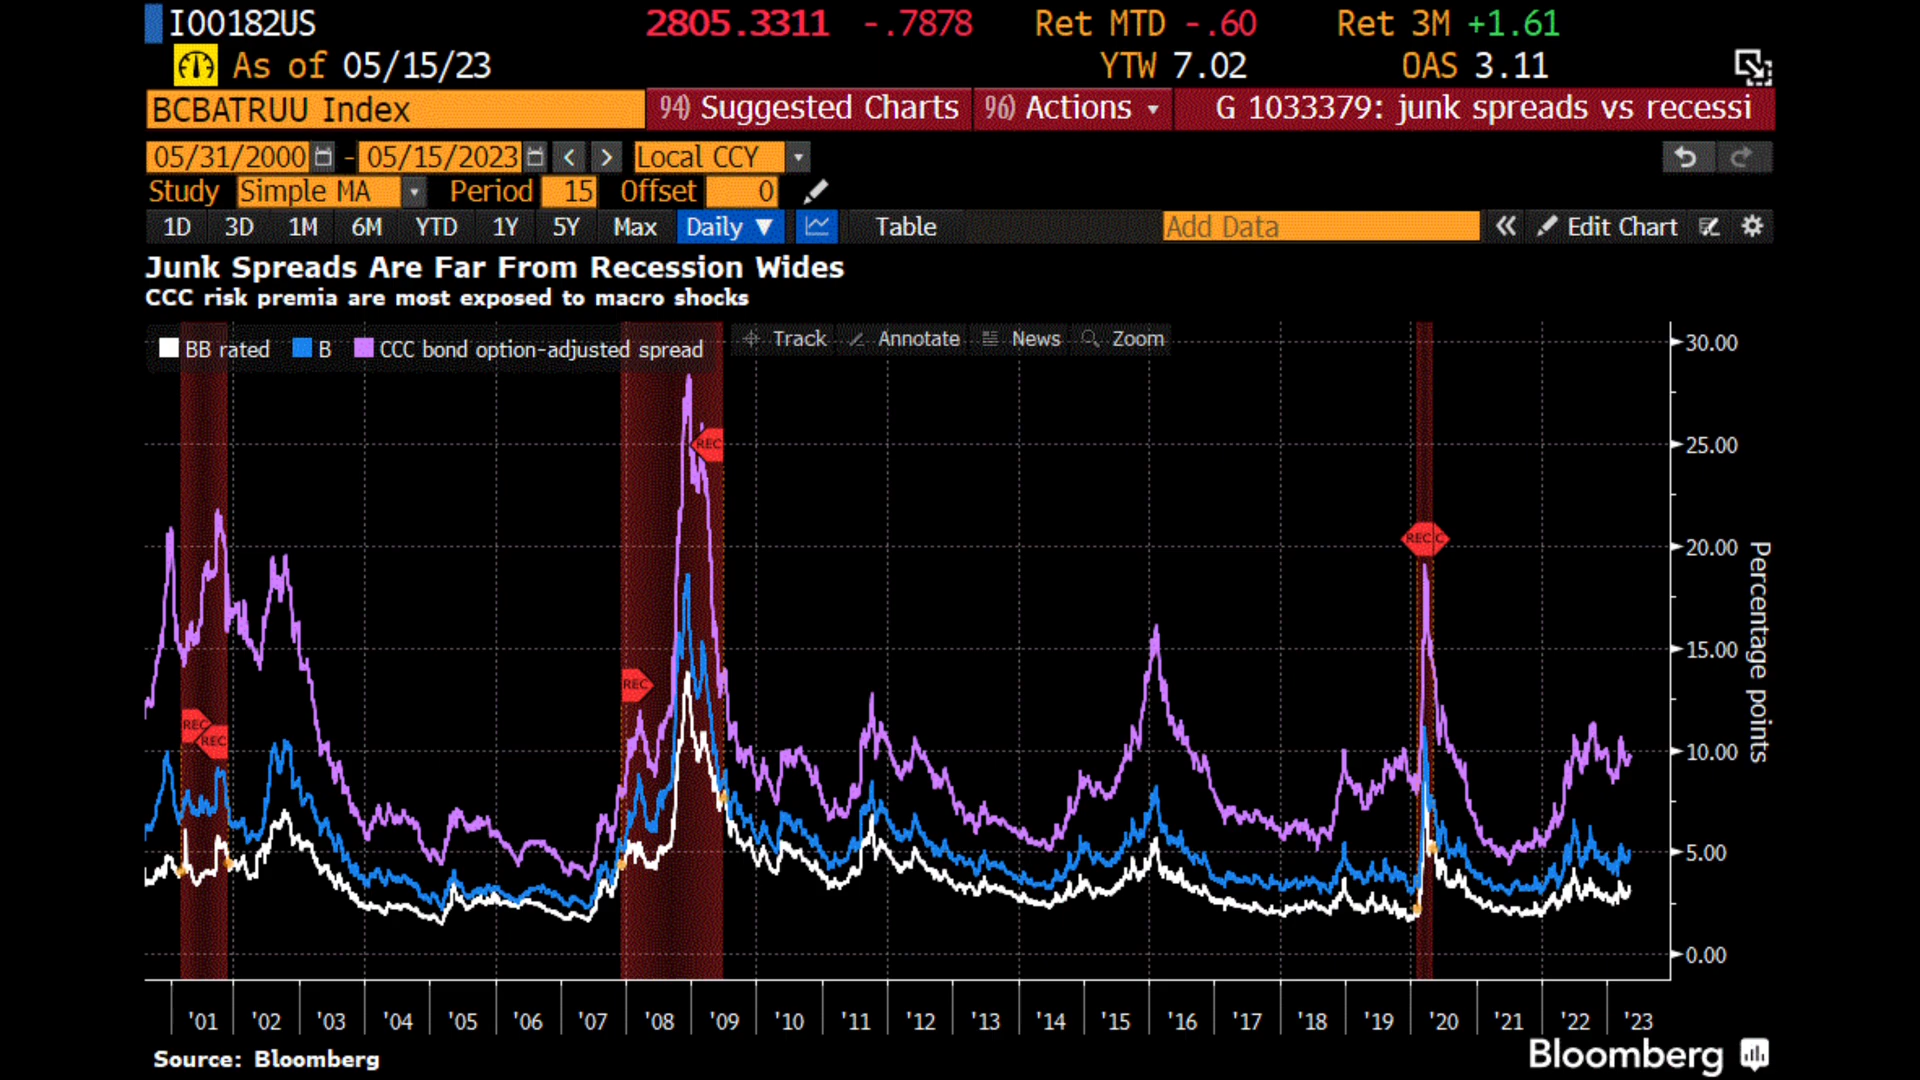 I00182US 2805.3311 -.7878 Ret MTD -.60 Ret 3M +1.61
As of 05/15/23 YTW 7.02 OAS 3.11
BCBATRUU Index 94) Suggested Charts 96) Actions G 1033379: junk spreads vs recessi
05/31/2000 - 05/15/2023 < > Local CCY
Study Simple MA Period 15 Offset 0
1D 3D 1M 6M YTD 1Y 5Y Max Daily ▼ Table Add Data « Edit Chart
Junk Spreads Are Far From Recession Wides
CCC risk premia are most exposed to macro shocks
BB rated B CCC bond option-adjusted spread Track Annotate News Zoom
30.00
25.00
20.00
15.00
10.00
5.00
0.00
Percentage points
REC
REC
REC
REC
REC C
'01 '02 '03 '04 '05 '06 '07 '08 '09 '10 '11 '12 '13 '14 '15 '16 '17 '18 '19 '20 '21 '22 '23
Source: Bloomberg
Bloomberg